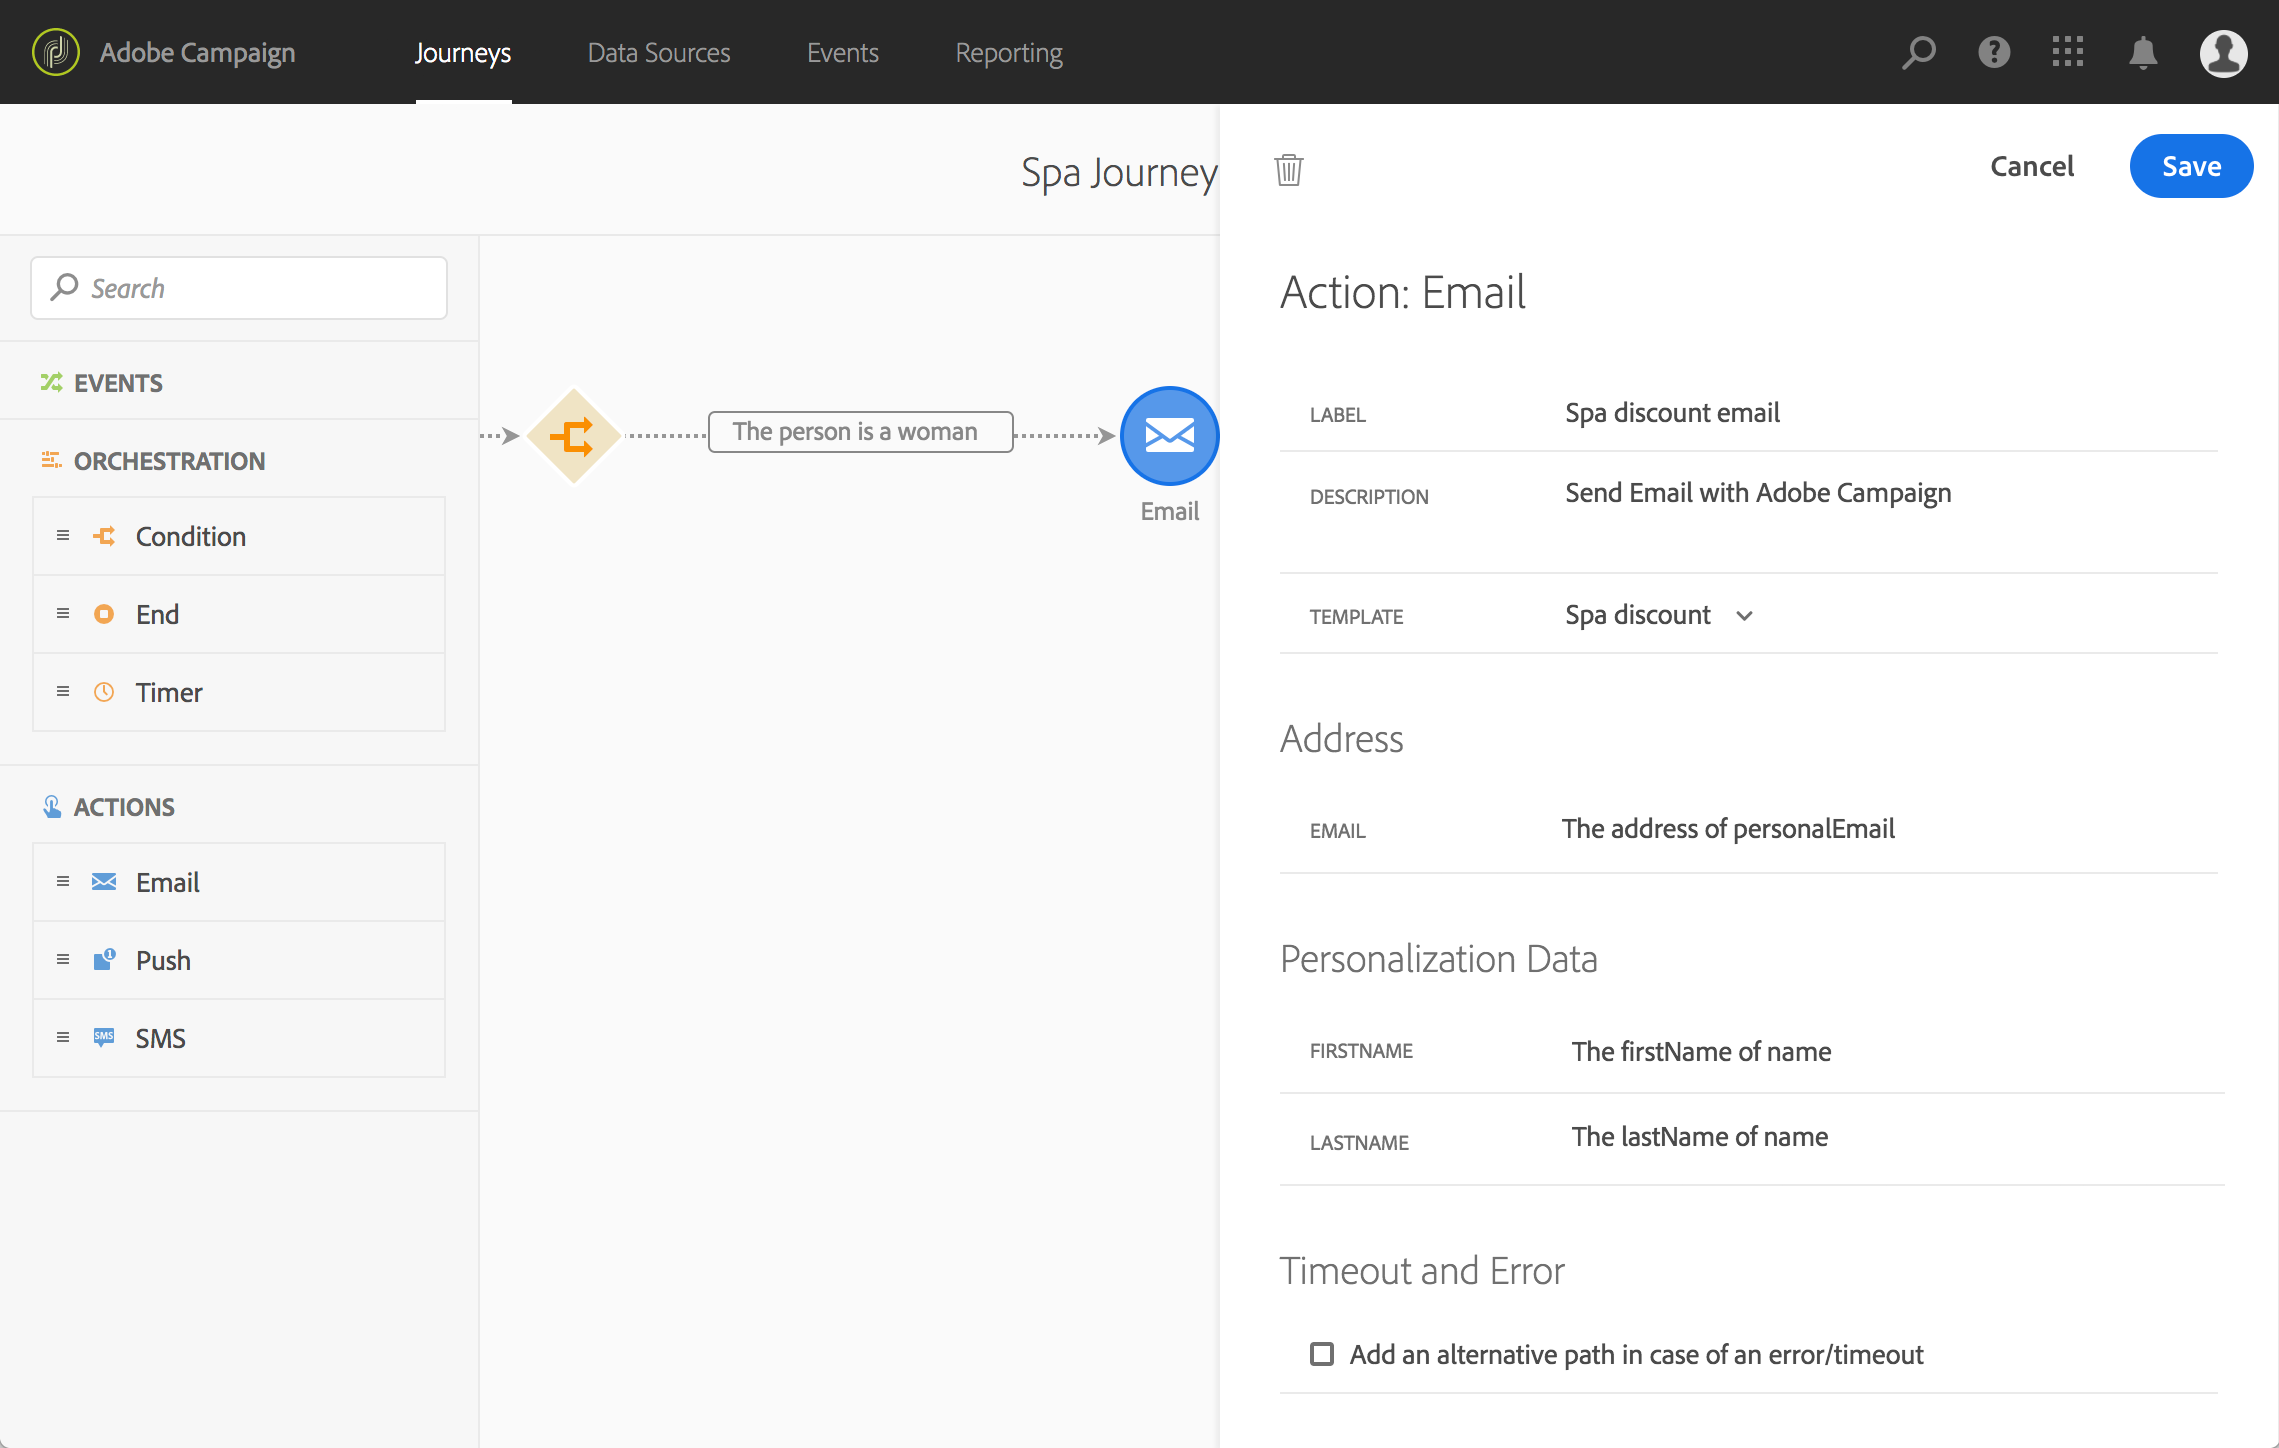 Adobe Campaign
Journeys
Data Sources
Events
Reporting
Spa Journey
Cancel
Save
Search
EVENTS
ORCHESTRATION
Condition
End
Timer
ACTIONS
Email
1
Push
SMS
SMS
The person is a woman
Email
Action: Email
LABEL Spa discount email
DESCRIPTION Send Email with Adobe Campaign
TEMPLATE Spa discount
Address
EMAIL The address of personalEmail
Personalization Data
FIRSTNAME The firstName of name
LASTNAME The lastName of name
Timeout and Error
Add an alternative path in case of an error/timeout